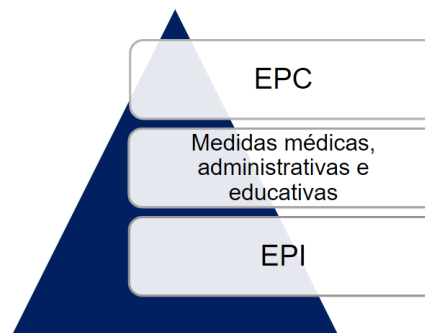 EPC
Medidas médicas,
administrativas e
educativas
EPI